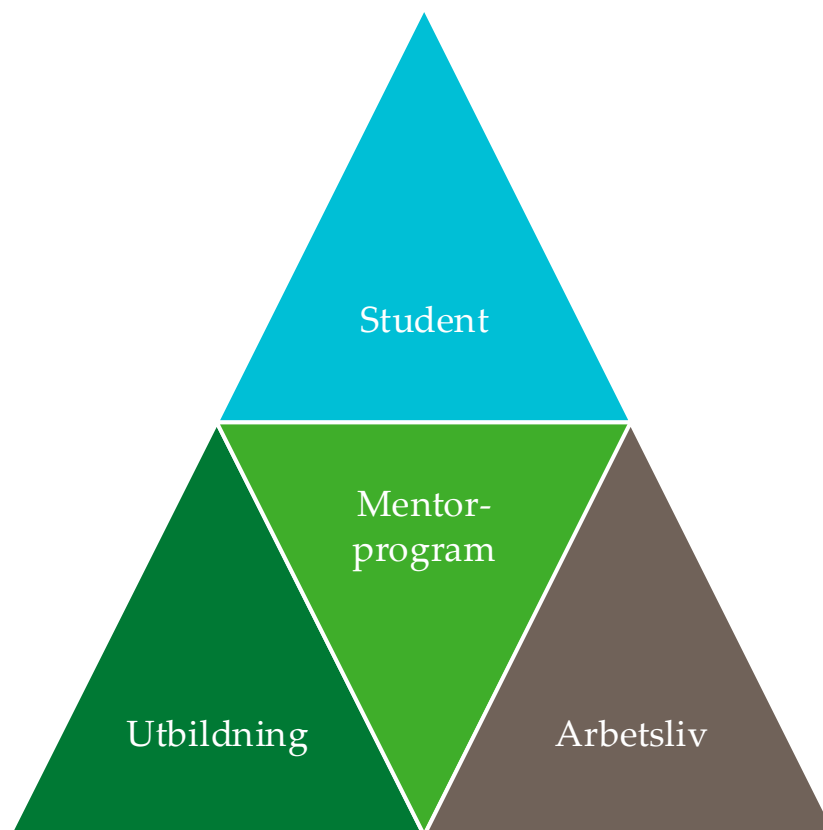 Student
Mentor-
program
Utbildning
Arbetsliv